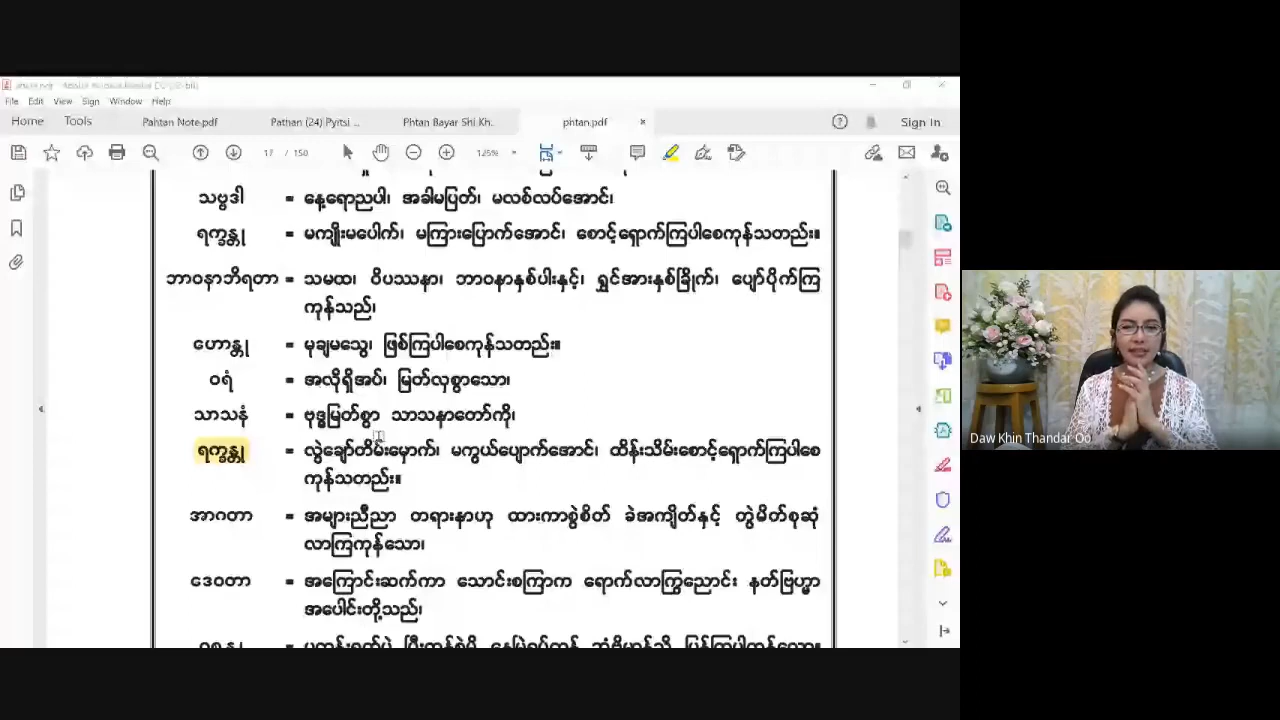 File Edit View Sign Window Help
Home Tools Pahtan Note.pdf Pathan (24) Pyitsi ... Phtan Bayar Shi Kh... phtan.pdf × Sign In
17 / 150 125%
သဗ္ဗဒါ = နေ့ရောညပါ၊ အခါမပြတ်၊ မလစ်လပ်အောင်၊
ရက္ခန္တု = မကျိုးမပေါက်၊ မကြားပြောက်အောင်၊ စောင့်ရှောက်ကြပါစေကုန်သတည်း။
ဘာဝနာဘိရတာ = သမထ၊ ဝိပဿနာ၊ ဘာဝနာနှစ်ပါးနှင့်၊ ရွှင်အားနှစ်ခြိုက်၊ ပျော်ပိုက်ကြ
ကုန်သည်၊
ဟောန္တု = မုချမသွေ၊ ဖြစ်ကြပါစေကုန်သတည်း။
ဝရံ = အလိုရှိအပ်၊ မြတ်လှစွာသော၊
သာသနံ = ဗုဒ္ဓမြတ်စွာ သာသနာတော်ကို၊
ရက္ခန္တု = လွဲချော်တိမ်းမှောက်၊ မကွယ်ပျောက်အောင်၊ ထိန်းသိမ်းစောင့်ရှောက်ကြပါစေ
ကုန်သတည်း။
အာဂတာ = အများညီညာ တရားနာဟု ထားကာစွဲစိတ် ခဲအကျိတ်နှင့် တွဲမိတ်စုဆုံ
လာကြကုန်သော၊
ဒေဝတာ = အကြောင်းဆက်ကာ သောင်းစကြာက ရောက်လာကြွညောင်း နတ်ဗြဟ္မာ
အပေါင်းတို့သည်၊
Daw Khin Thandar Oo